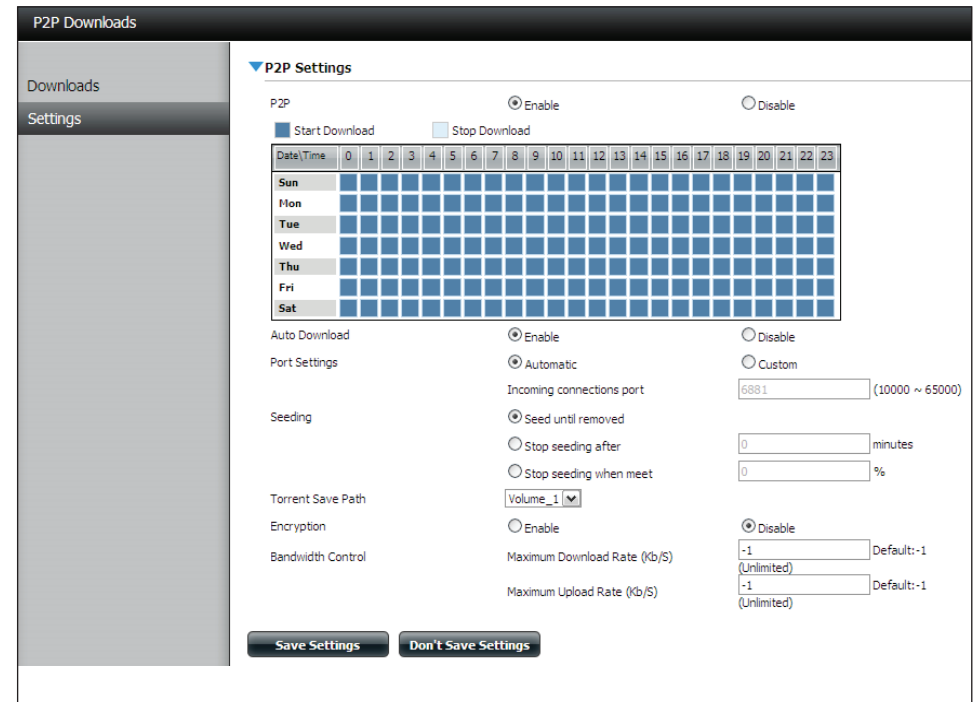 P2P Downloads
Downloads
Settings
P2P Settings
P2P Enable Disable
Start Download Stop Download
Date\Time 0 1 2 3 4 5 6 7 8 9 10 11 12 13 14 15 16 17 18 19 20 21 22 23
Sun
Mon
Tue
Wed
Thu
Fri
Sat
Auto Download Enable Disable
Port Settings Automatic Custom
Incoming connections port 6881 (10000 ~ 65000)
Seeding Seed until removed
Stop seeding after 0 minutes
Stop seeding when meet 0 %
Torrent Save Path Volume_1
Encryption Enable Disable
Bandwidth Control Maximum Download Rate (Kb/S) -1 Default:-1
(Unlimited)
Maximum Upload Rate (Kb/S) -1 Default:-1
(Unlimited)
Save Settings Don't Save Settings